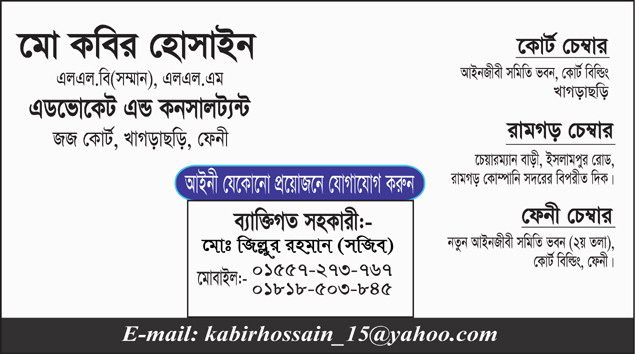 মো কবির হোসাইন
এলএল.বি(সম্মান), এলএল.এম
এডভোকেট এন্ড কনসালট্যন্ট
জজ কোর্ট, খাগড়াছড়ি, ফেনী
কোর্ট চেম্বার
আইনজীবী সমিতি ভবন, কোর্ট বিল্ডিং
খাগড়াছড়ি
রামগড় চেম্বার
চেয়ারম্যান বাড়ী, ইসলামপুর রোড,
রামগড় কোম্পানি সদরের বিপরীত দিক।
ফেনী চেম্বার
নতুন আইনজীবী সমিতি ভবন (২য় তলা),
কোর্ট বিল্ডিং, ফেনী।
আইনী যেকোনো প্রয়োজনে যোগাযোগ করুন
ব্যাক্তিগত সহকারী:-
মোঃ জিল্লুর রহমান (সজিব)
মোবাইল:- ০১৫৫৭-২৭৩-৭৬৭
০১৮১৮-৫০৩-৮৪৫
E-mail: kabirhossain_15@yahoo.com